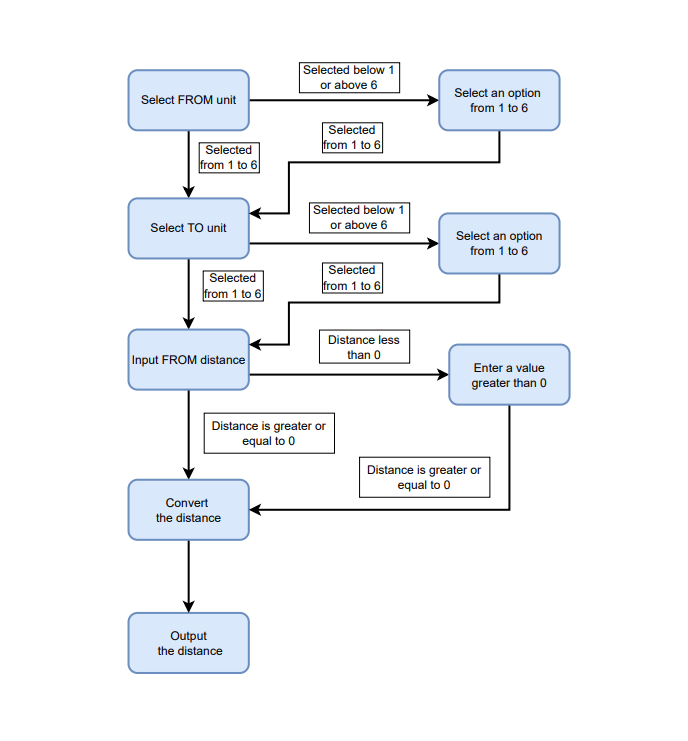 Selected below 1
or above 6
Select FROM unit
Select an option
from 1 to 6
Selected
from 1 to 6
Selected
from 1 to 6
Selected below 1
or above 6
Select TO unit
Select an option
from 1 to 6
Selected
from 1 to 6
Selected
from 1 to 6
Distance less
than 0
Input FROM distance
Enter a value
greater than 0
Distance is greater or
equal to 0
Distance is greater or
equal to 0
Convert
the distance
Output
the distance